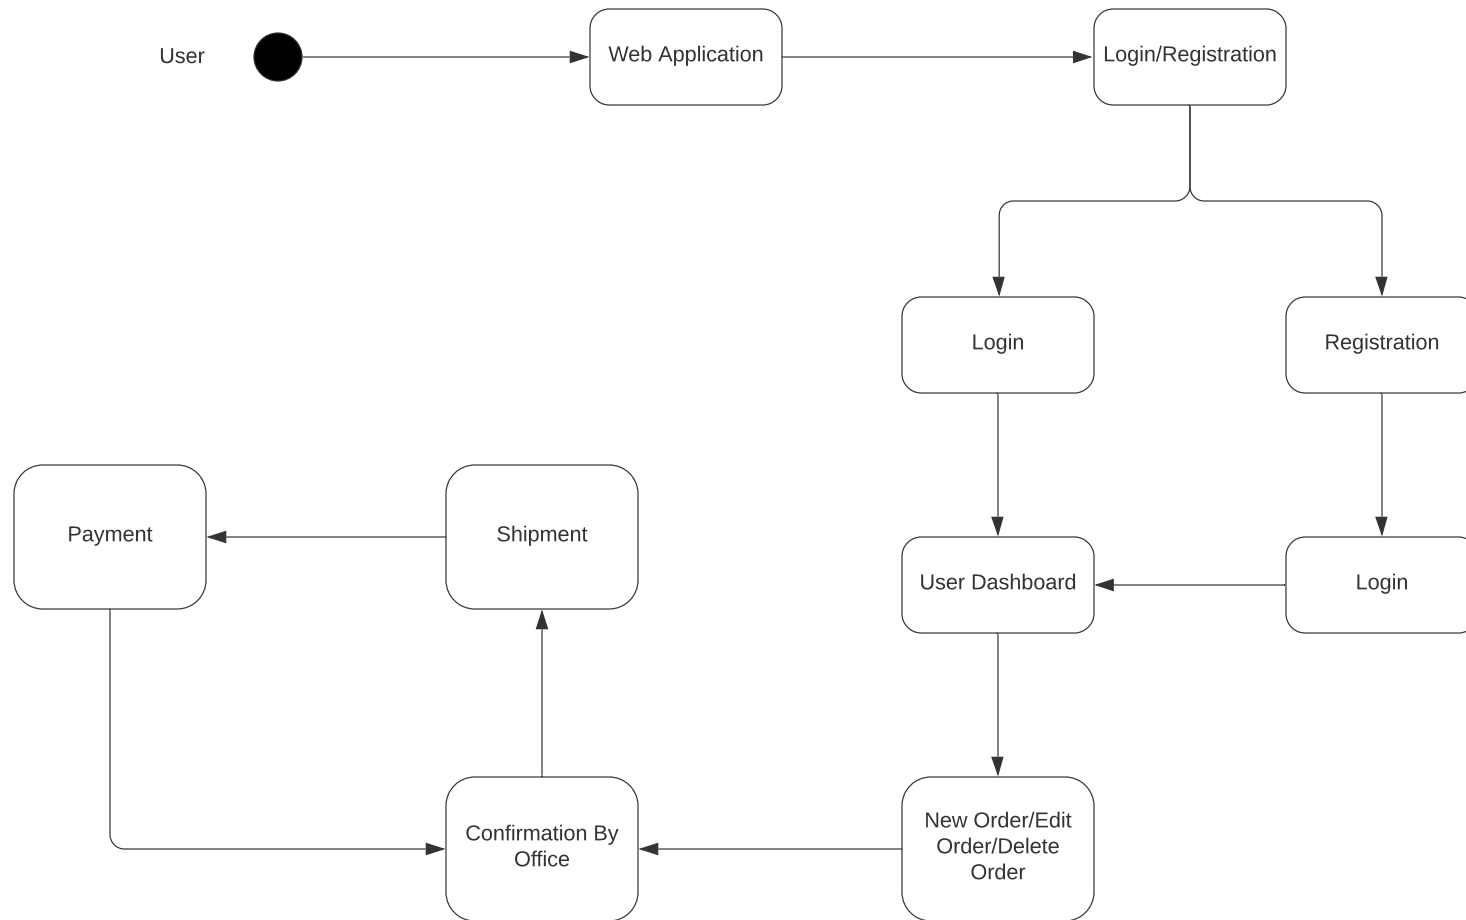 User
Web Application
Login/Registration
Login
Registration
Payment
Shipment
User Dashboard
Login
Confirmation By
Office
New Order/Edit
Order/Delete
Order